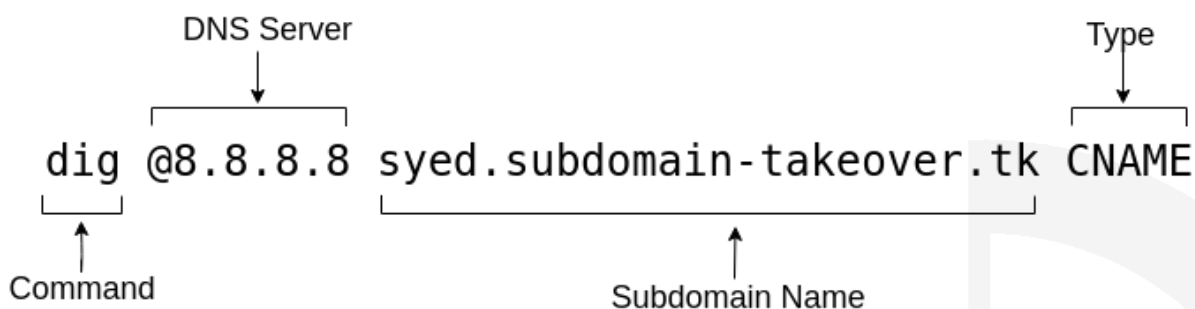 DNS Server
Type
dig @8.8.8.8 syed.subdomain-takeover.tk CNAME
Command
Subdomain Name